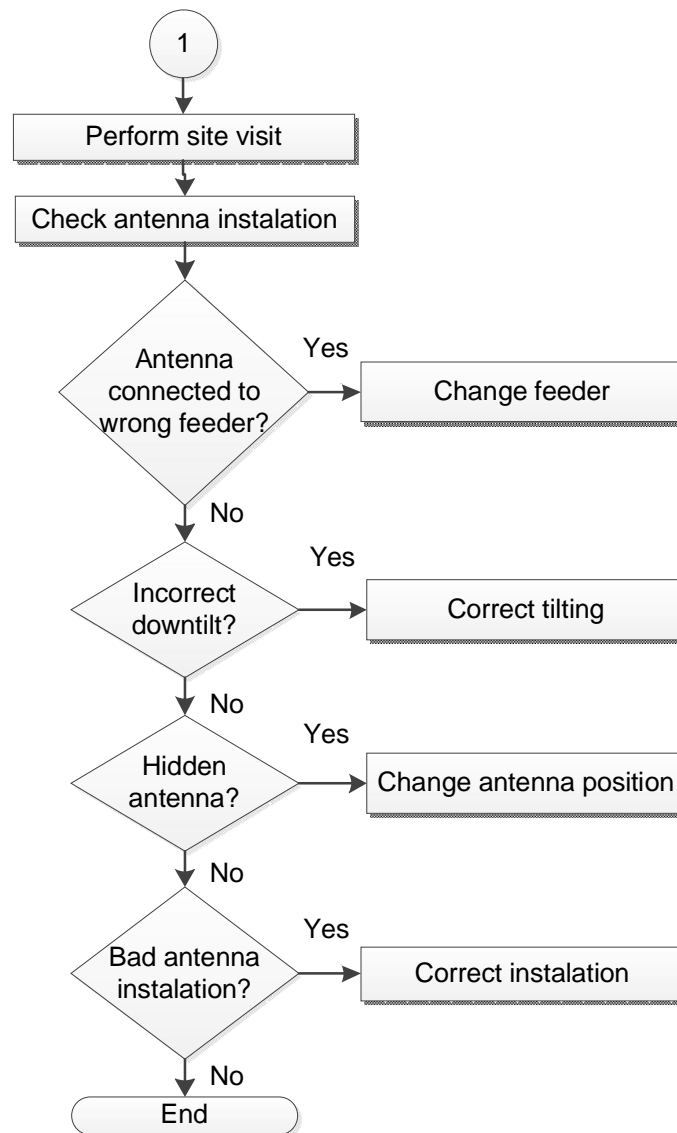 1
Perform site visit
Check antenna instalation
Antenna
connected to
wrong feeder?
Yes
Change feeder
No
Incorrect
downtilt?
Yes
Correct tilting
No
Hidden
antenna?
Yes
Change antenna position
No
Bad antenna
instalation?
Yes
Correct instalation
No
End